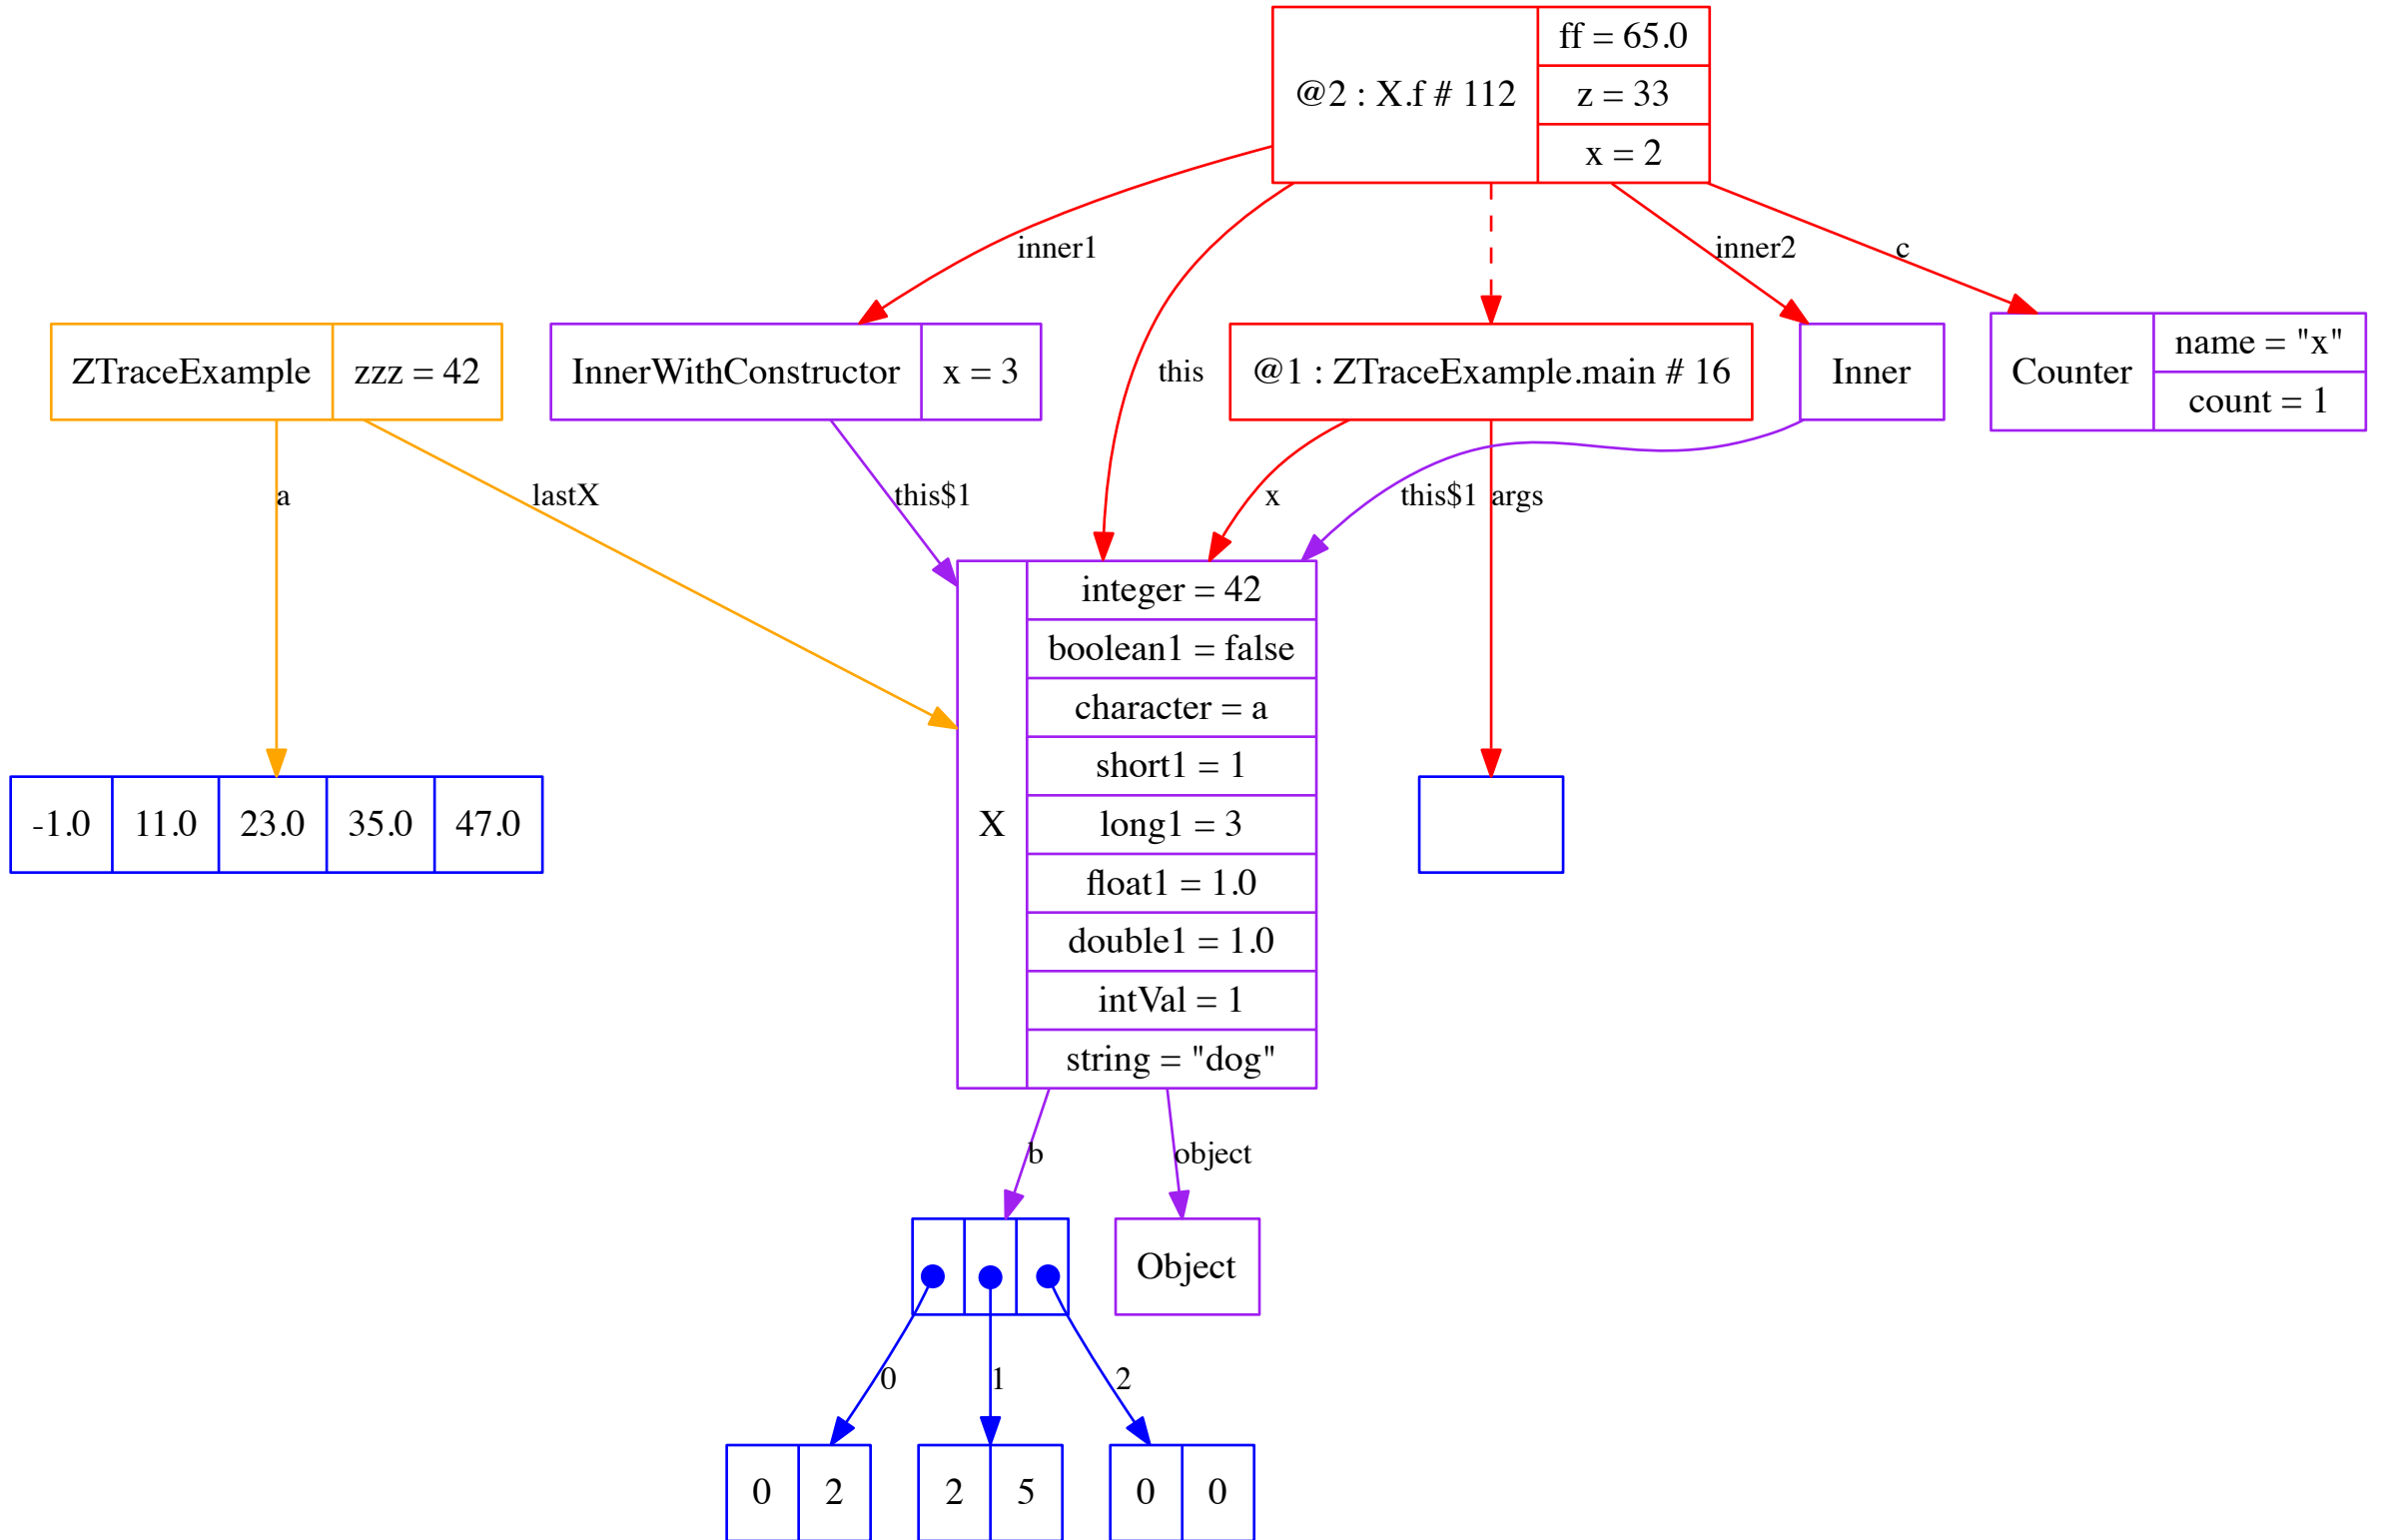 @2 : X.f # 112
ff = 65.0
z = 33
x = 2
inner1
inner2
c
this
ZTraceExample
zzz = 42
InnerWithConstructor
x = 3
@1 : ZTraceExample.main # 16
Inner
Counter
name = "x"
count = 1
a
lastX
this$1
x
this$1
args
X
integer = 42
boolean1 = false
character = a
short1 = 1
long1 = 3
float1 = 1.0
double1 = 1.0
intVal = 1
string = "dog"
-1.0
11.0
23.0
35.0
47.0
b
object
Object
0
1
2
0
2
2
5
0
0